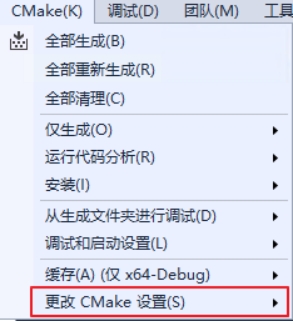 CMake(K) 调试(D) 团队(M) 工具
全部生成(B)
全部重新生成(R)
全部清理(C)
仅生成(O)
运行代码分析(R)
安装(I)
从生成文件夹进行调试(D)
调试和启动设置(L)
缓存(A) (仅 x64-Debug)
更改 CMake 设置(S)